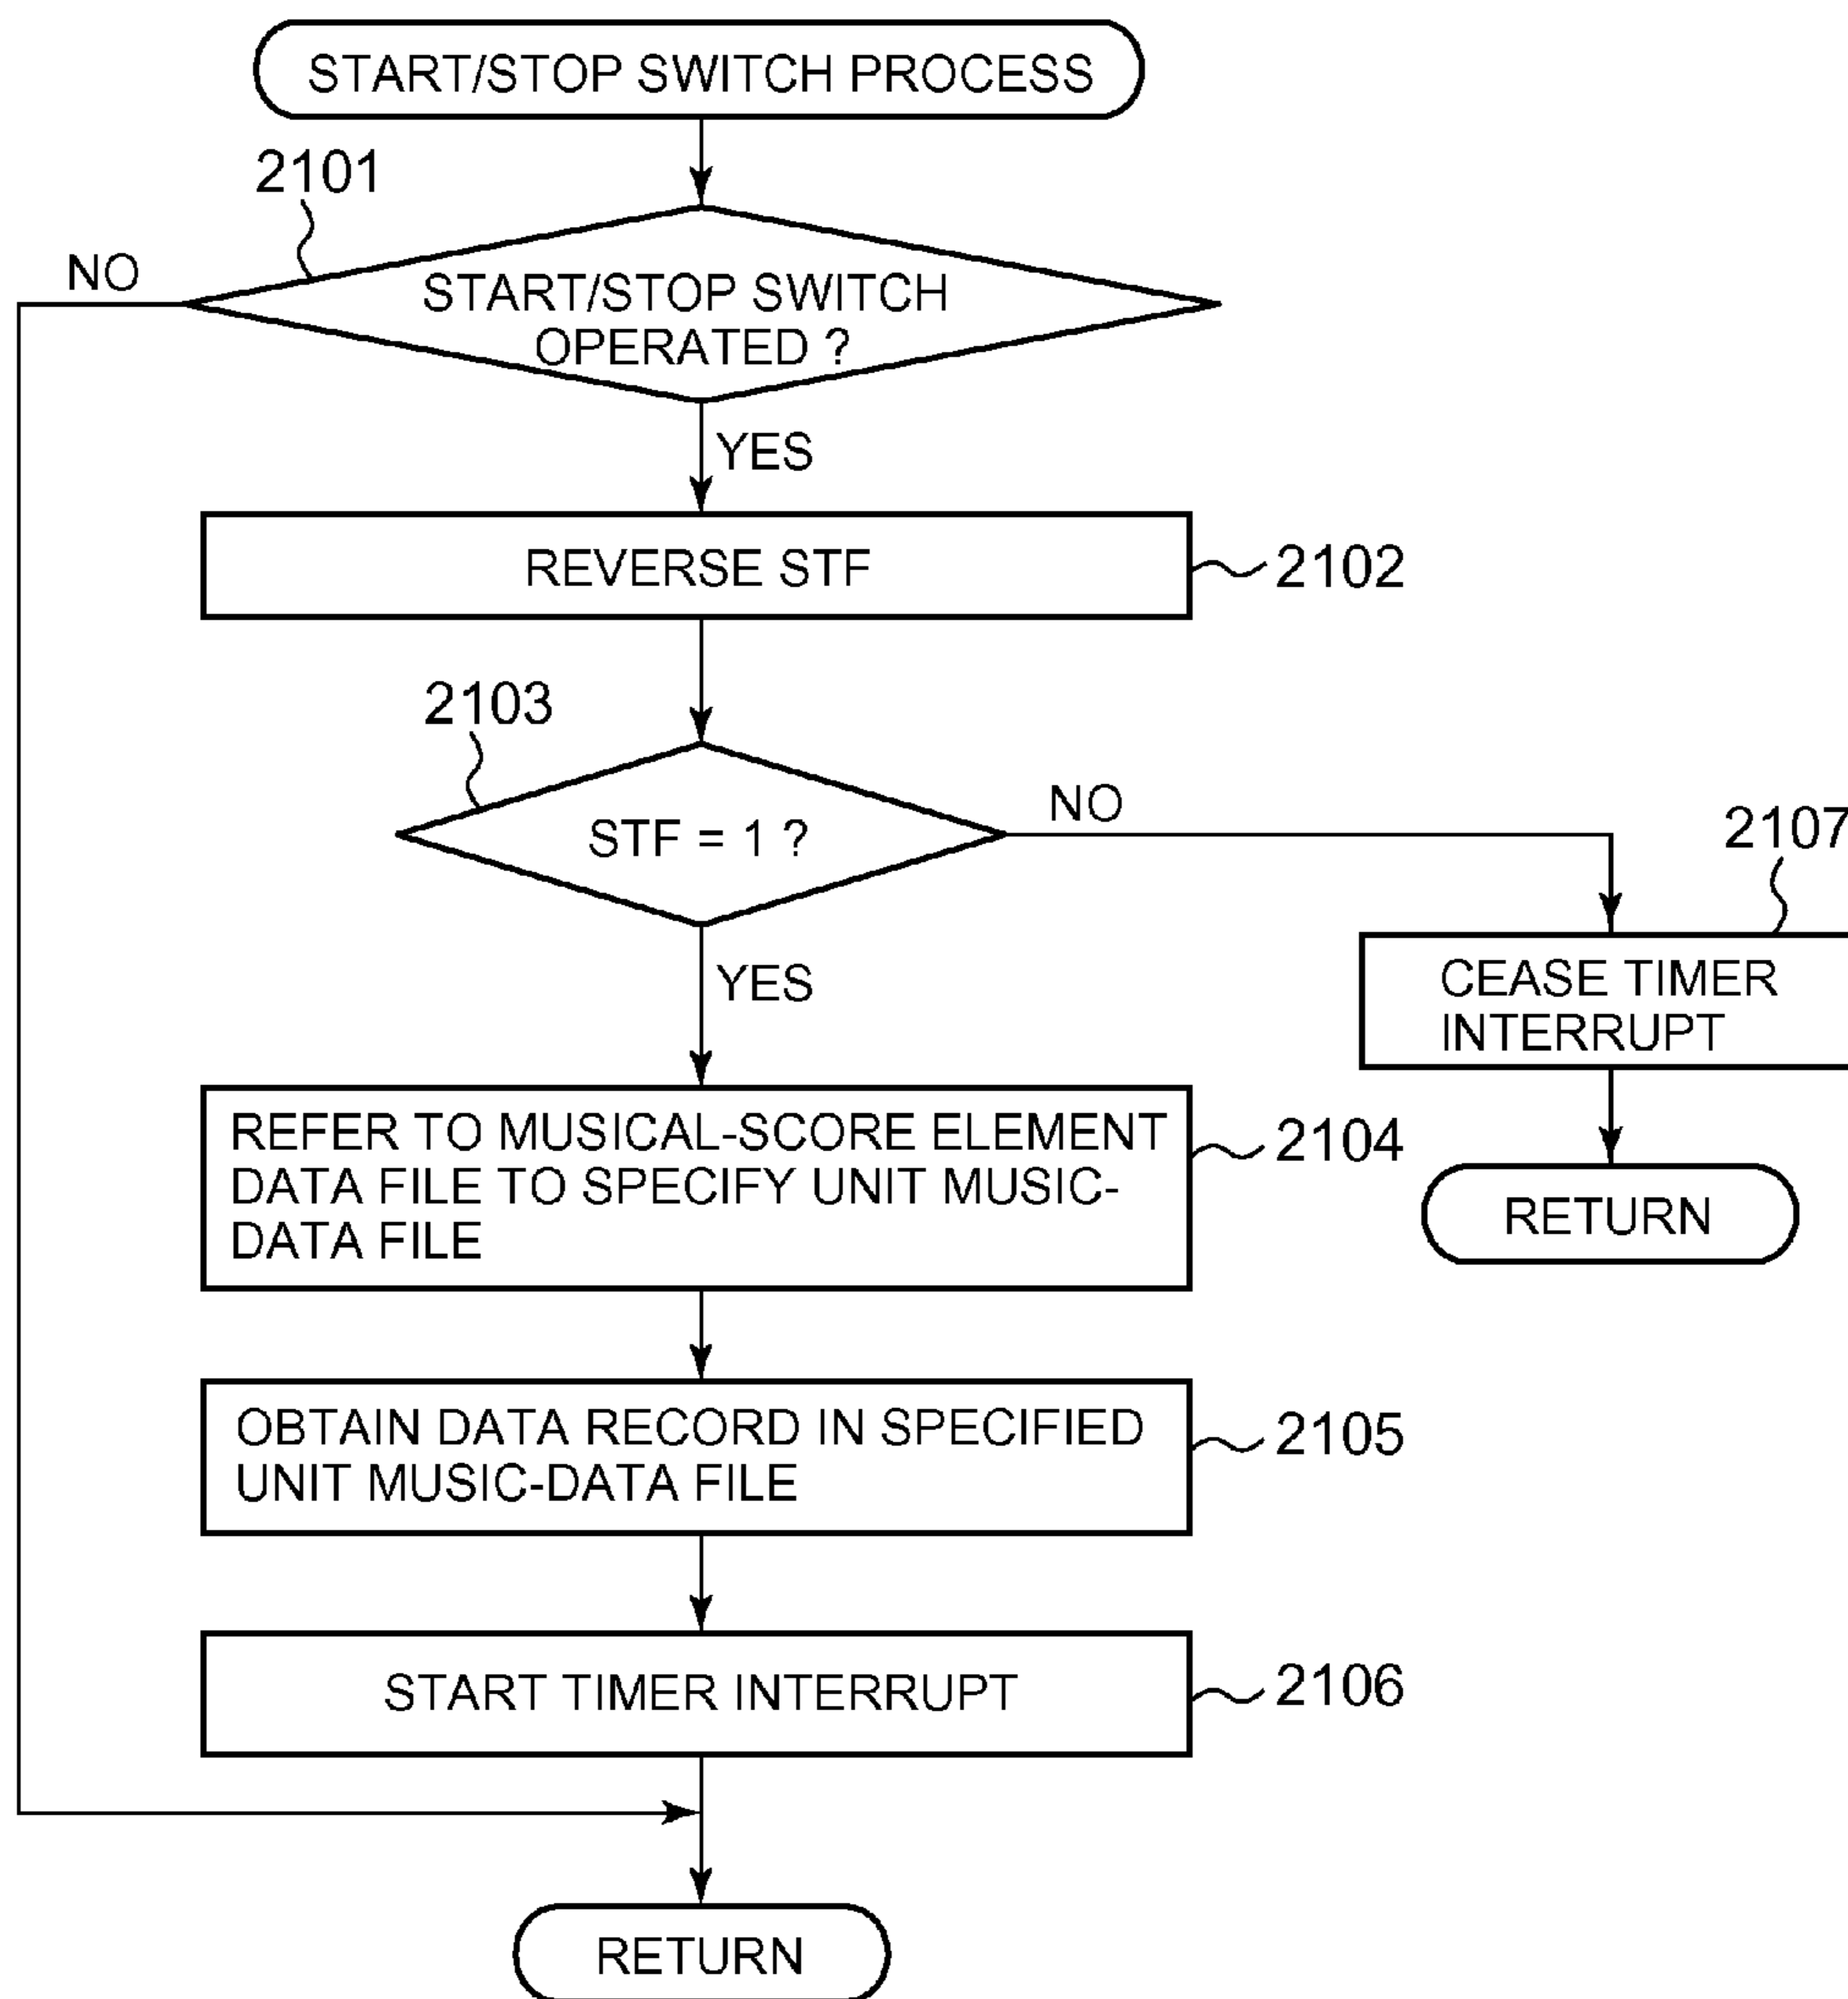 START/STOP SWITCH PROCESS
2101
NO
START/STOP SWITCH
OPERATED ?
YES
REVERSE STF
2102
2103
STF = 1 ?
NO
2107
YES
CEASE TIMER
INTERRUPT
REFER TO MUSICAL-SCORE ELEMENT
DATA FILE TO SPECIFY UNIT MUSIC-
DATA FILE
2104
RETURN
OBTAIN DATA RECORD IN SPECIFIED
UNIT MUSIC-DATA FILE
2105
START TIMER INTERRUPT
2106
RETURN